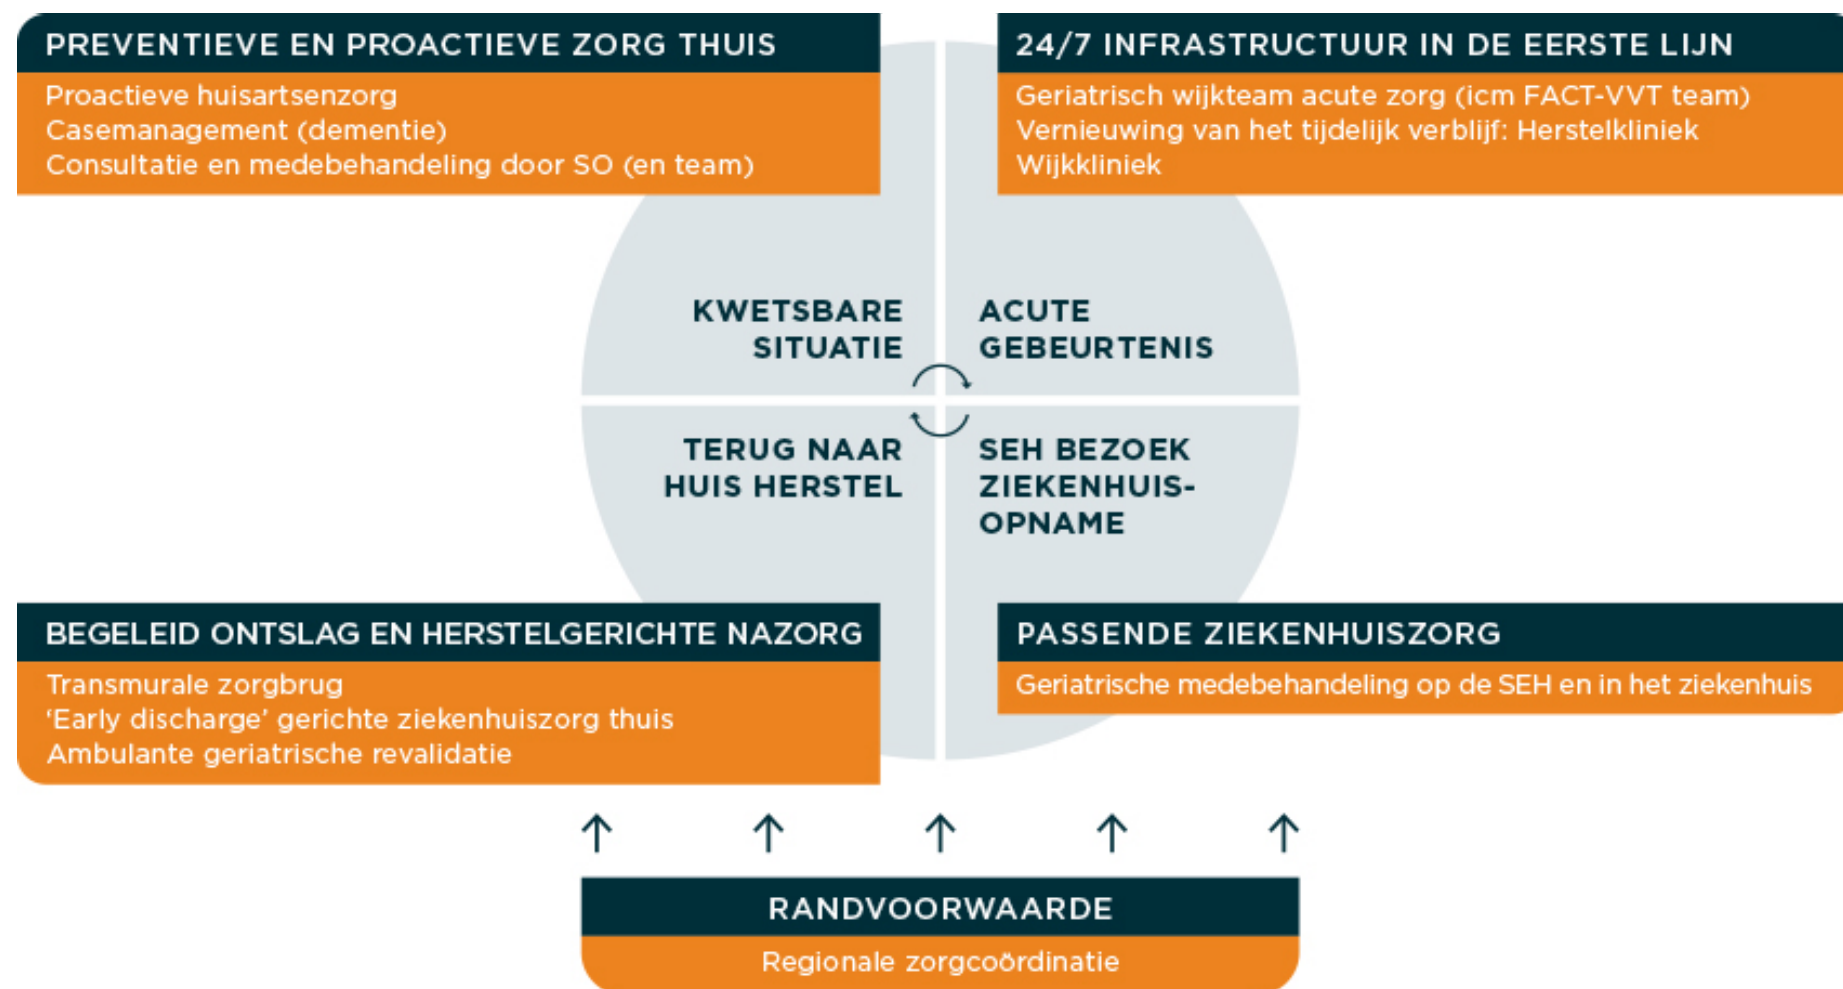 PREVENTIEVE EN PROACTIEVE ZORG THUIS
Proactieve huisartsenzorg
Casemanagement (dementie)
Consultatie en medebehandeling door SO (en team)
24/7 INFRASTRUCTUUR IN DE EERSTE LIJN
Geriatrisch wijkteam acute zorg (icm FACT-VVT team)
Vernieuwing van het tijdelijk verblijf: Herstelkliniek
Wijkkliniek
KWETSBARE
SITUATIE
ACUTE
GEBEURTENIS
TERUG NAAR
HUIS HERSTEL
SEH BEZOEK
ZIEKENHUIS-
OPNAME
BEGELEID ONTSLAG EN HERSTELGERICHTE NAZORG
Transmurale zorgbrug
‘Early discharge’ gerichte ziekenhuiszorg thuis
Ambulante geriatrische revalidatie
PASSENDE ZIEKENHUISZORG
Geriatrische medebehandeling op de SEH en in het ziekenhuis
RANDVOORWAARDE
Regionale zorgcoördinatie